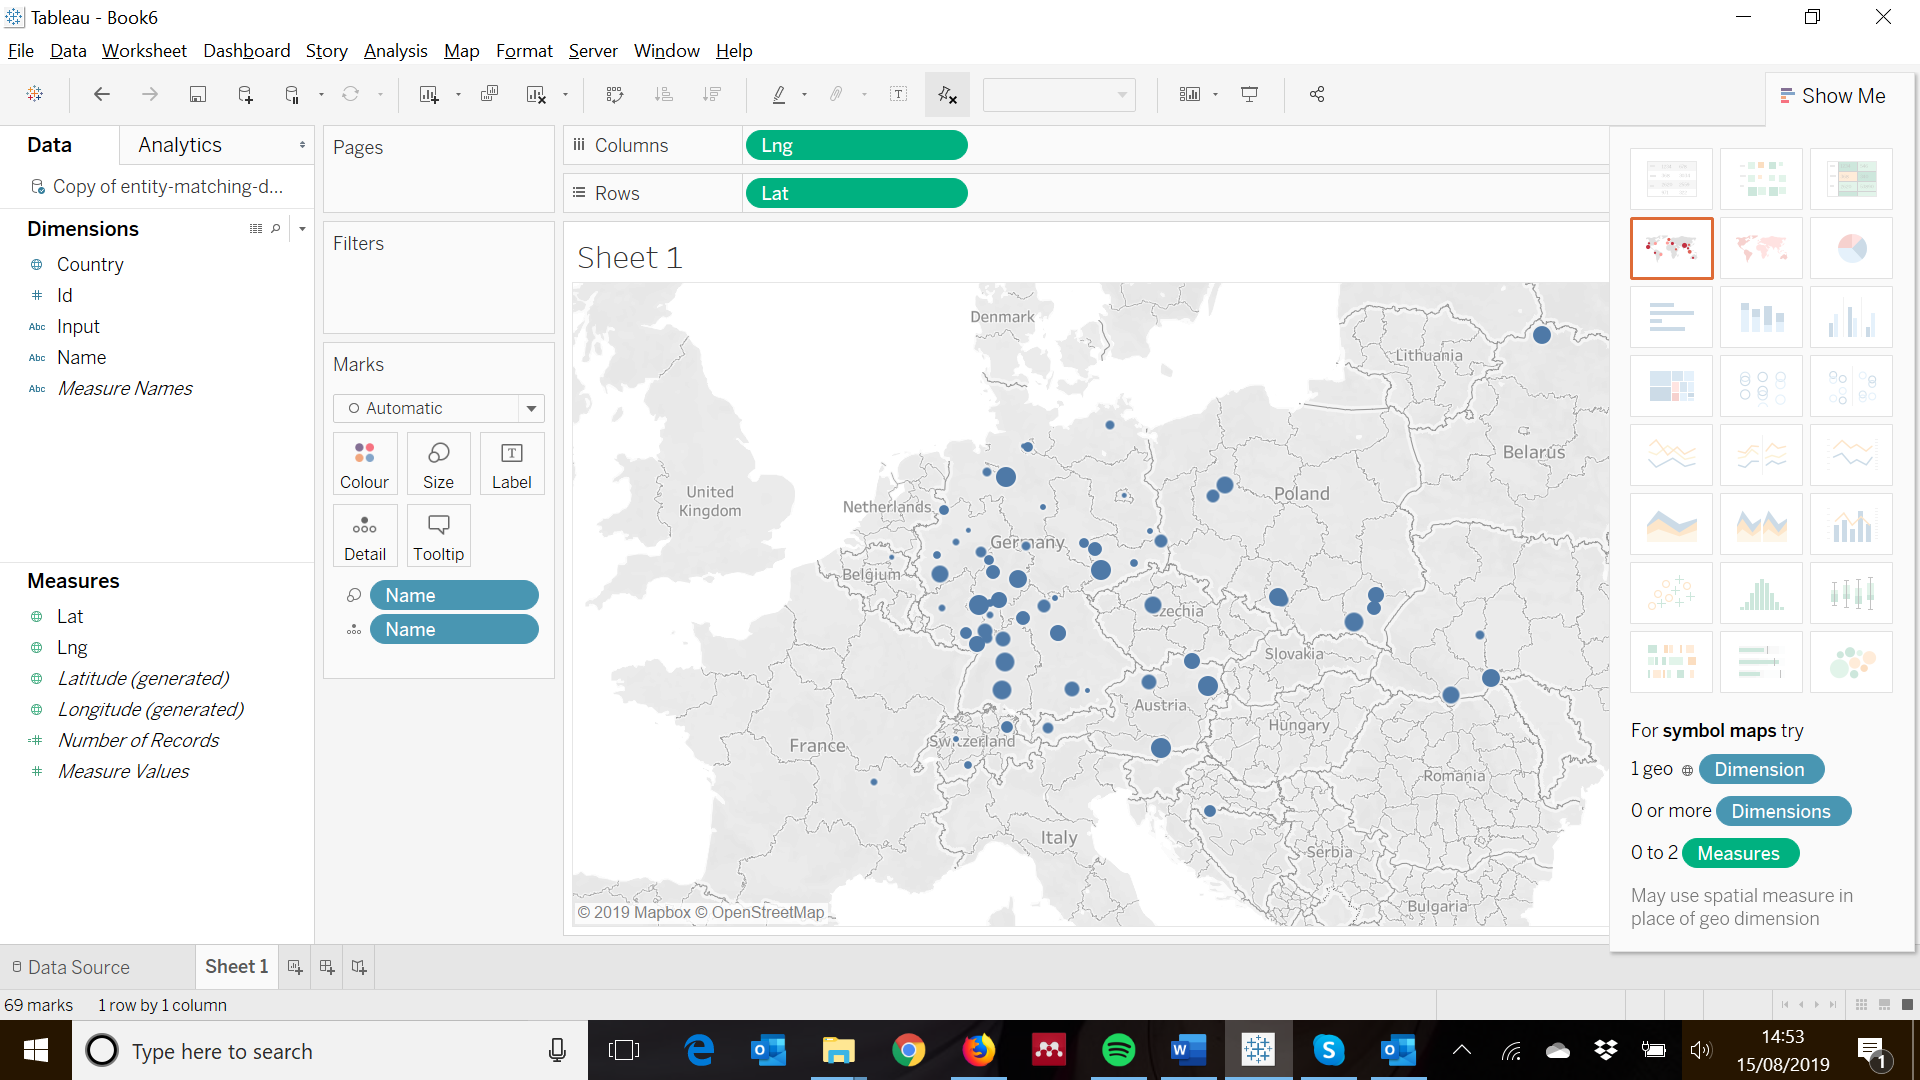 Tableau - Book6
File Data Worksheet Dashboard Story Analysis Map Format Server Window Help
Show Me
Data
Analytics
Copy of entity-matching-d...
Dimensions
Country
Id
Abc Input
Abc Name
Abc Measure Names
Measures
Lat
Lng
Latitude (generated)
Longitude (generated)
Number of Records
Measure Values
Pages
Filters
Marks
Automatic
Colour Size Label
Detail Tooltip
Name
Name
Columns Lng
Rows Lat
Sheet 1
Denmark
Lithuania
Belarus
United
Kingdom
Netherlands
Poland
Germany
Belgium
Czechia
Slovakia
Austria
Hungary
France
Switzerland
Romania
Italy
Serbia
Bulgaria
© 2019 Mapbox © OpenStreetMap
For symbol maps try
1 geo Dimension
0 or more Dimensions
0 to 2 Measures
May use spatial measure in
place of geo dimension
Data Source
Sheet 1
69 marks 1 row by 1 column
Type here to search
14:53
15/08/2019
1